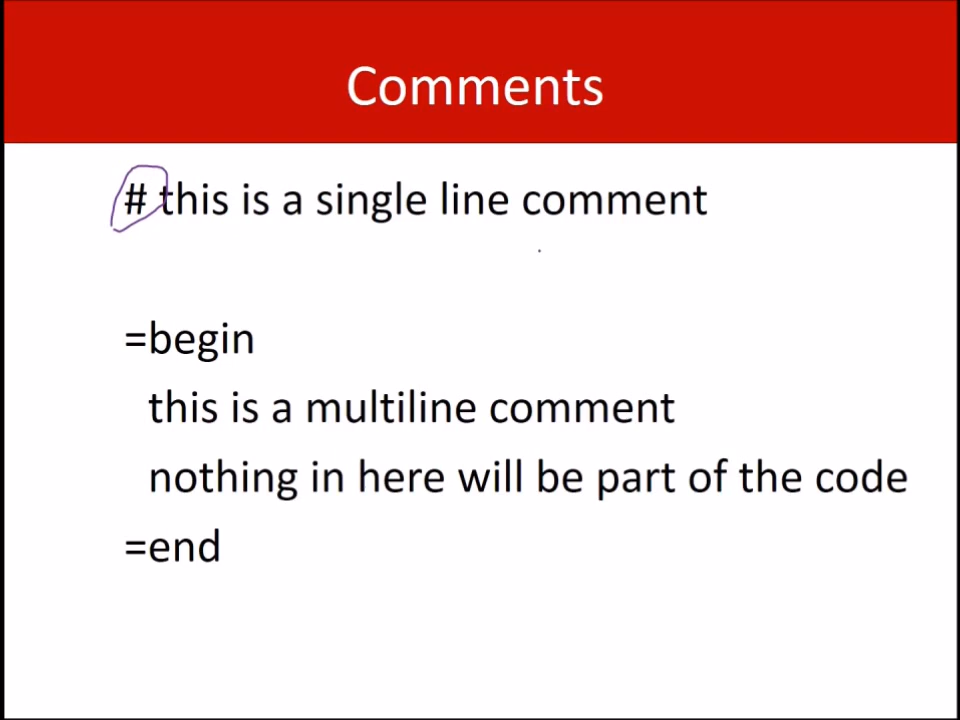 Comments
# this is a single line comment
=begin
this is a multiline comment
nothing in here will be part of the code
=end